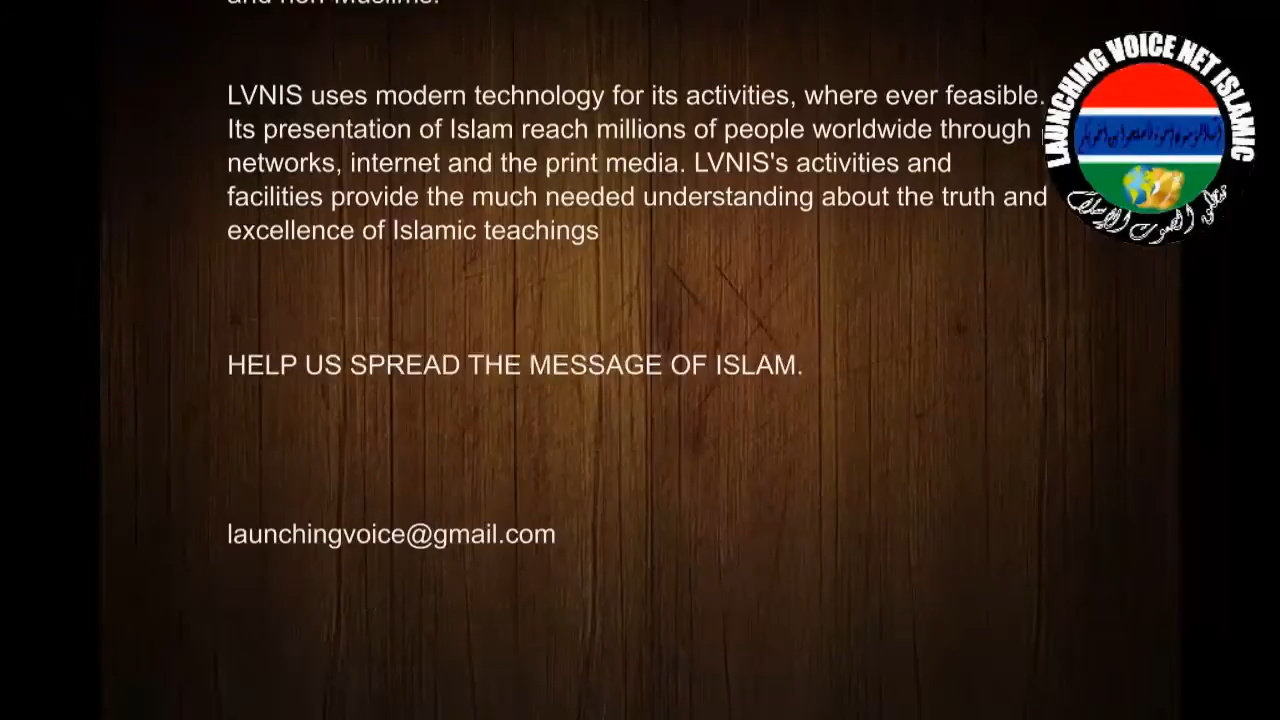 and non-Muslims.
LVNIS uses modern technology for its activities, where ever feasible.
Its presentation of Islam reach millions of people worldwide through
networks, internet and the print media. LVNIS's activities and
facilities provide the much needed understanding about the truth and
excellence of Islamic teachings
HELP US SPREAD THE MESSAGE OF ISLAM.
launchingvoice@gmail.com
LAUNCHING VOICE NET ISLAMIC